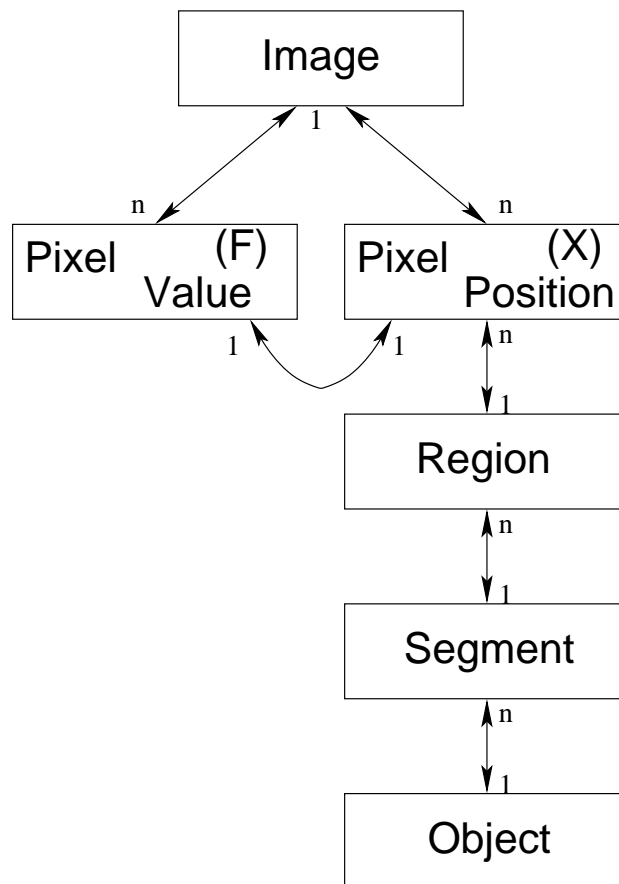 Image
1
n
n
Pixel (F)
Value
Pixel (X)
Position
1
1
n
1
Region
n
1
Segment
n
1
Object